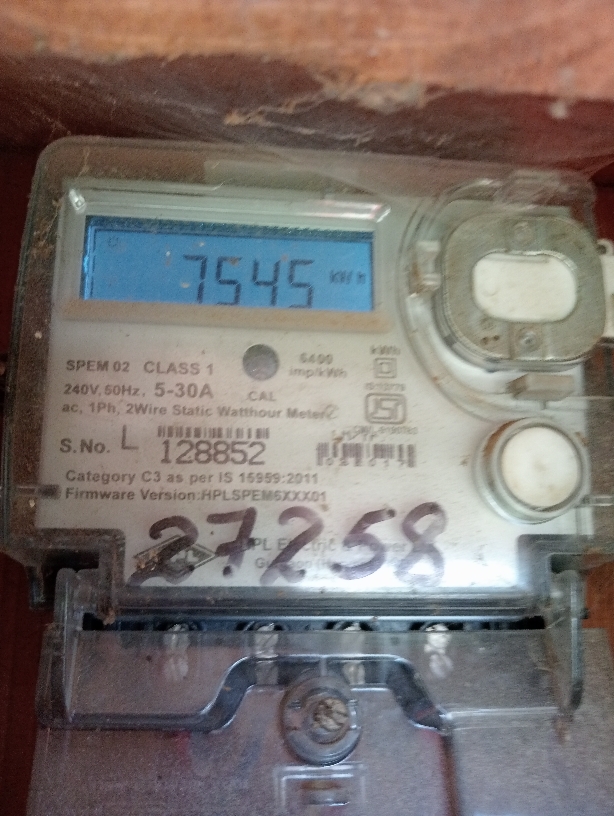 7545 kWh
SPEM 02 CLASS 1
CAL
6400 imp/kWh
kWh
240V, 50Hz, 5-30A
ac, 1Ph, 2Wire Static Watthour Meter
S.No. L 128852
Category C3 as per IS 15959:2011
Firmware Version:HPLSPEM6XXX01
27258